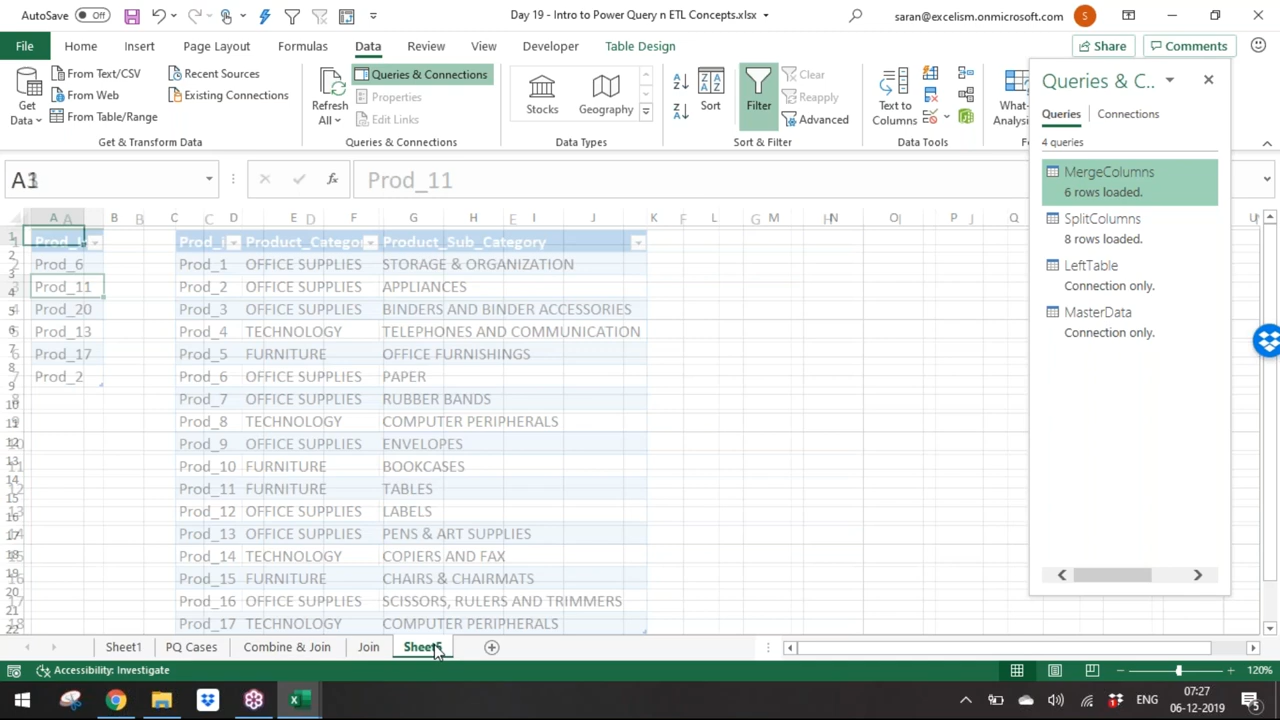 AutoSave Off
Day 19 - Intro to Power Query n ETL Concepts.xlsx
saran@excelism.onmicrosoft.com S
File Home Insert Page Layout Formulas Data Review View Developer Table Design
Share Comments
Get Data
From Text/CSV
From Web
From Table/Range
Recent Sources
Existing Connections
Get & Transform Data
Refresh All
Queries & Connections
Properties
Edit Links
Queries & Connections
Stocks Geography
Data Types
Sort
Filter
Clear
Reapply
Advanced
Sort & Filter
Text to Columns
Data Tools
What-
Analysi
Queries & C...
Queries Connections
4 queries
MergeColumns
6 rows loaded.
SplitColumns
8 rows loaded.
LeftTable
Connection only.
MasterData
Connection only.
fx Prod_11
Prod_i Product_Categor Product_Sub_Category
Prod_6 Prod_1 OFFICE SUPPLIES STORAGE & ORGANIZATION
Prod_11 Prod_2 OFFICE SUPPLIES APPLIANCES
Prod_20 Prod_3 OFFICE SUPPLIES BINDERS AND BINDER ACCESSORIES
Prod_13 Prod_4 TECHNOLOGY TELEPHONES AND COMMUNICATION
Prod_17 Prod_5 FURNITURE OFFICE FURNISHINGS
Prod_2 Prod_6 OFFICE SUPPLIES PAPER
Prod_7 OFFICE SUPPLIES RUBBER BANDS
Prod_8 TECHNOLOGY COMPUTER PERIPHERALS
Prod_9 OFFICE SUPPLIES ENVELOPES
Prod_10 FURNITURE BOOKCASES
Prod_11 FURNITURE TABLES
Prod_12 OFFICE SUPPLIES LABELS
Prod_13 OFFICE SUPPLIES PENS & ART SUPPLIES
Prod_14 TECHNOLOGY COPIERS AND FAX
Prod_15 FURNITURE CHAIRS & CHAIRMATS
Prod_16 OFFICE SUPPLIES SCISSORS, RULERS AND TRIMMERS
Prod_17 TECHNOLOGY COMPUTER PERIPHERALS
Sheet1 PQ Cases Combine & Join Join Sheet5
Accessibility: Investigate
120%
ENG
07:27
06-12-2019
5